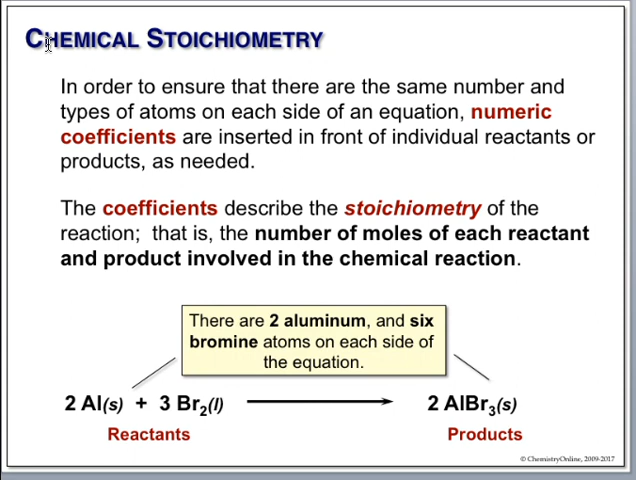 CHEMICAL STOICHIOMETRY
In order to ensure that there are the same number and
types of atoms on each side of an equation, numeric
coefficients are inserted in front of individual reactants or
products, as needed.
The coefficients describe the stoichiometry of the
reaction; that is, the number of moles of each reactant
and product involved in the chemical reaction.
There are 2 aluminum, and six
bromine atoms on each side of
the equation.
2 Al(s) + 3 Br₂(l) 2 AlBr₃(s)
Reactants Products
© ChemistryOnline, 2009-2017